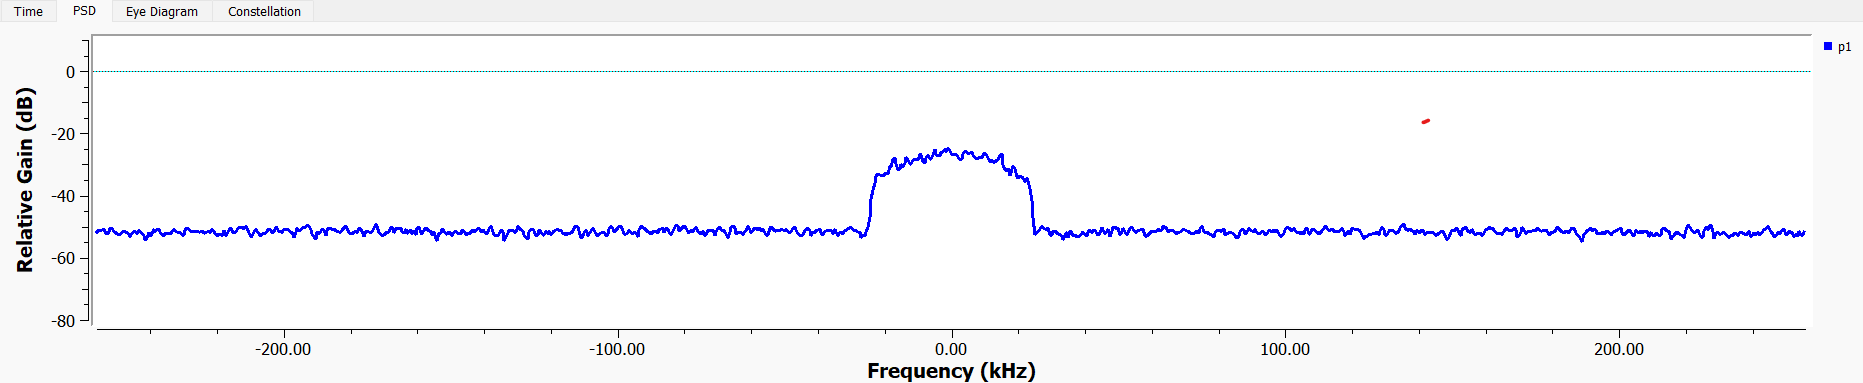 Time PSD Eye Diagram Constellation
p1
0
-20
-40
-60
-80
Relative Gain (dB)
-200.00 -100.00 0.00 100.00 200.00
Frequency (kHz)